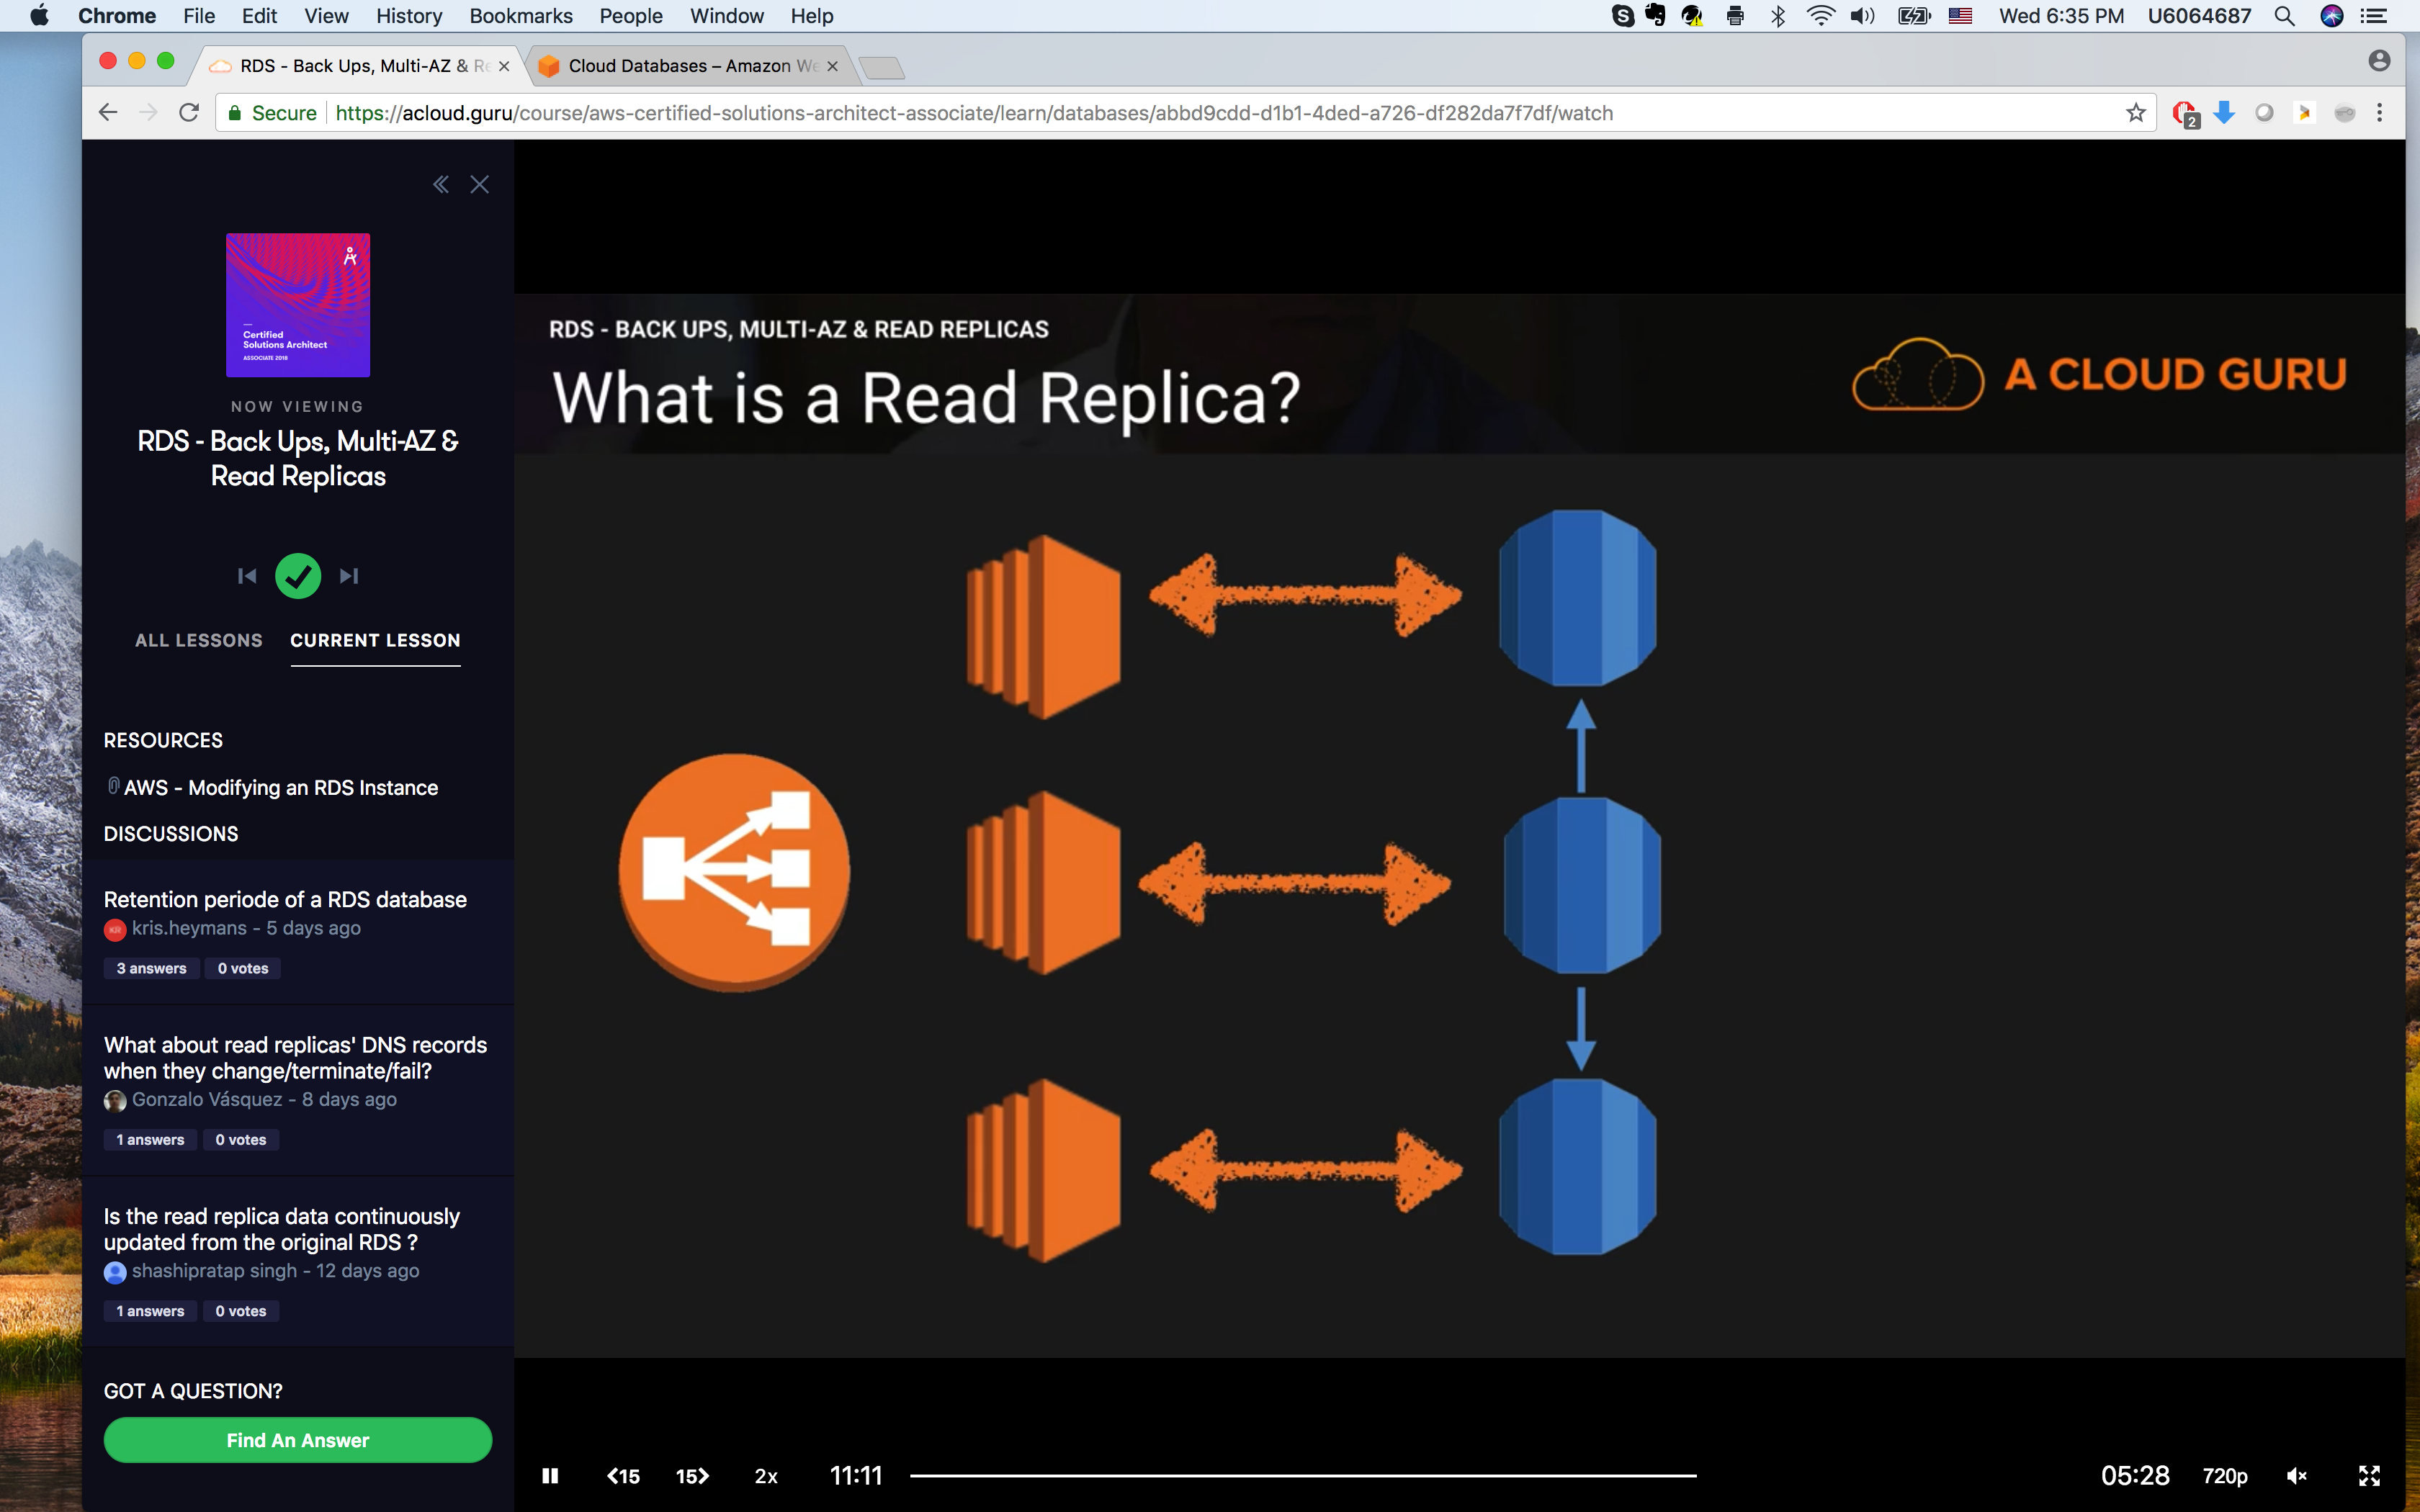 Chrome File Edit View History Bookmarks People Window Help
2 Wed 6:35 PM U6064687
RDS - Back Ups, Multi-AZ & Re
Cloud Databases – Amazon We
Secure https://acloud.guru/course/aws-certified-solutions-architect-associate/learn/databases/abbd9cdd-d1b1-4ded-a726-df282da7f7df/watch
Certified
Solutions Architect
ASSOCIATE 2018
NOW VIEWING
RDS - Back Ups, Multi-AZ &
Read Replicas
ALL LESSONS CURRENT LESSON
RESOURCES
AWS - Modifying an RDS Instance
DISCUSSIONS
Retention periode of a RDS database
KR kris.heymans - 5 days ago
3 answers 0 votes
What about read replicas' DNS records
when they change/terminate/fail?
Gonzalo Vásquez - 8 days ago
1 answers 0 votes
Is the read replica data continuously
updated from the original RDS ?
shashipratap singh - 12 days ago
1 answers 0 votes
GOT A QUESTION?
Find An Answer
RDS - BACK UPS, MULTI-AZ & READ REPLICAS
What is a Read Replica?
A CLOUD GURU
15 15 2x 11:11 05:28 720p